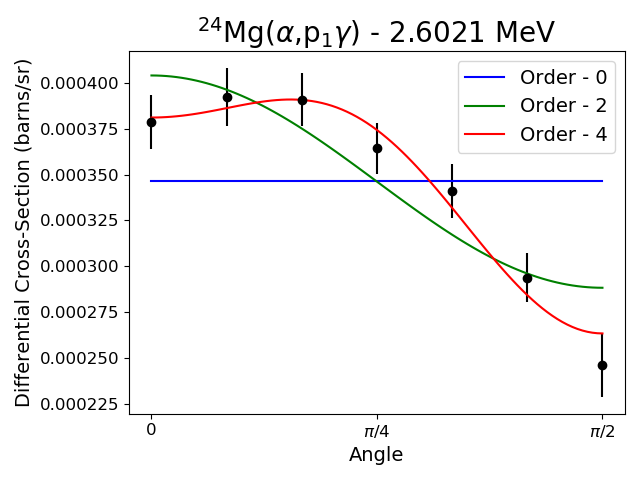 ²⁴Mg(α,p₁γ) - 2.6021 MeV
Differential Cross-Section (barns/sr)
0.000400
0.000375
0.000350
0.000325
0.000300
0.000275
0.000250
0.000225
Order - 0
Order - 2
Order - 4
0 π/4 π/2
Angle